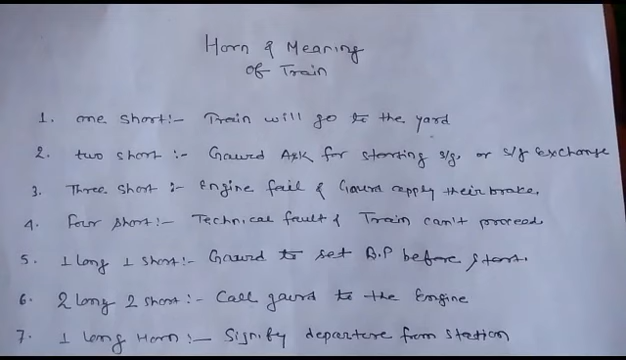 Horn & Meaning
of Train
1. one short:- Train will go to the yard
2. two short :- Gaurd Ask for starting s/g, or s/g exchange
3. Three short :- Engine fail & Gaurd apply their brake.
4. Four short:- Technical fault & Train can't proceed
5. 1 long 1 short:- Gaurd to set B.P before start.
6. 2 long 2 short:- Call gaurd to the Engine
7. 1 long Horn:- Signify departure from station